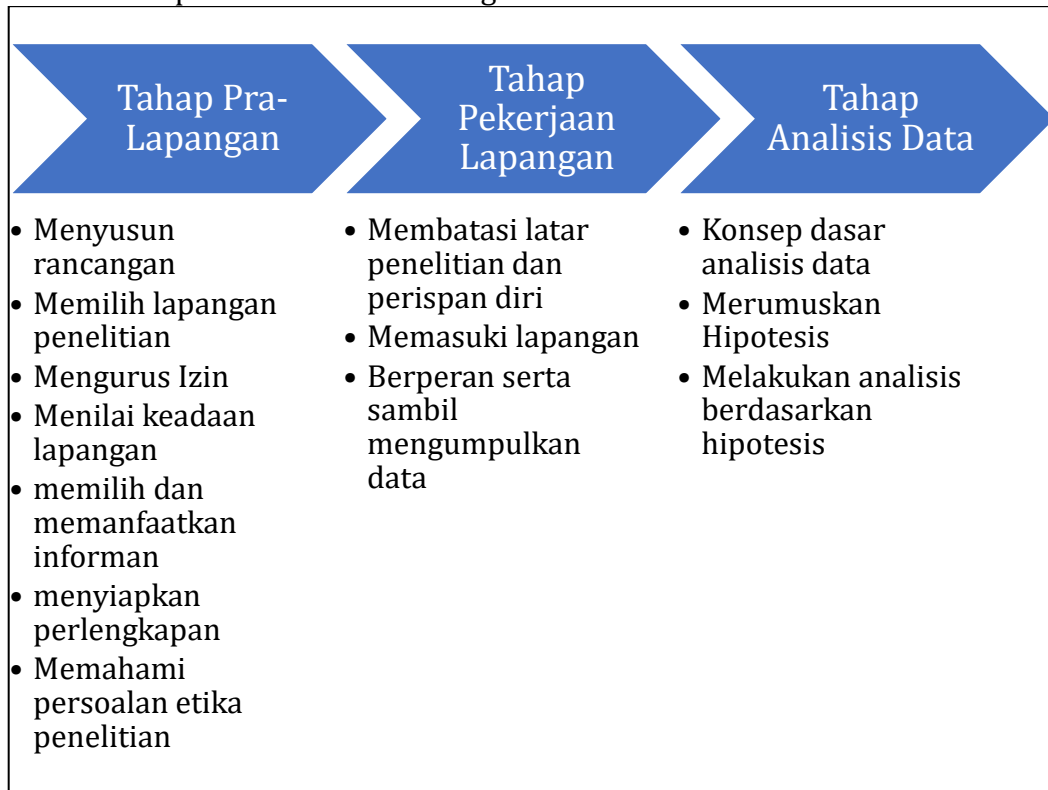 Tahap Pra-
Lapangan
• Menyusun
rancangan
• Memilih lapangan
penelitian
• Mengurus Izin
• Menilai keadaan
lapangan
• memilih dan
memanfaatkan
informan
• menyiapkan
perlengkapan
• Memahami
persoalan etika
penelitian
Tahap
Pekerjaan
Lapangan
• Membatasi latar
penelitian dan
perispan diri
• Memasuki lapangan
• Berperan serta
sambil
mengumpulkan
data
Tahap
Analisis Data
• Konsep dasar
analisis data
• Merumuskan
Hipotesis
• Melakukan analisis
berdasarkan
hipotesis